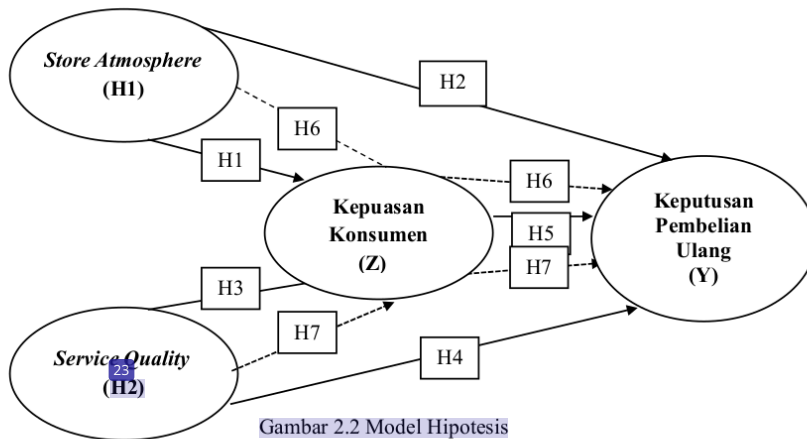 Store Atmosphere
(H1)
H2
H6
H1
H6
Kepuasan
Konsumen
(Z)
H5
H7
Keputusan
Pembelian
Ulang
(Y)
H3
H7
H4
Service Quality
23
(H2)
Gambar 2.2 Model Hipotesis